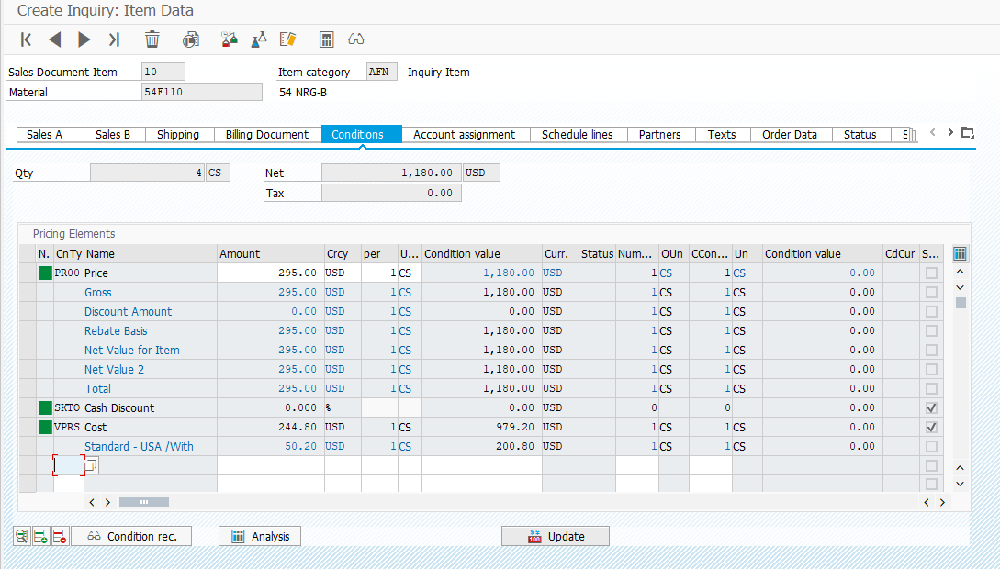 Create Inquiry: Item Data
Sales Document Item 10 Item category AFN Inquiry Item
Material 54F110 54 NRG-B
Sales A Sales B Shipping Billing Document Conditions Account assignment Schedule lines Partners Texts Order Data Status
Qty 4 CS Net 1,180.00 USD
Tax 0.00
Pricing Elements
N.. CnTy Name Amount Crcy per U... Condition value Curr. Status Num... OUn CCon... Un Condition value CdCur S...
PR00 Price 295.00 USD 1 CS 1,180.00 USD 1 CS 1 CS 0.00
Gross 295.00 USD 1 CS 1,180.00 USD 1 CS 1 CS 0.00
Discount Amount 0.00 USD 1 CS 0.00 USD 1 CS 1 CS 0.00
Rebate Basis 295.00 USD 1 CS 1,180.00 USD 1 CS 1 CS 0.00
Net Value for Item 295.00 USD 1 CS 1,180.00 USD 1 CS 1 CS 0.00
Net Value 2 295.00 USD 1 CS 1,180.00 USD 1 CS 1 CS 0.00
Total 295.00 USD 1 CS 1,180.00 USD 1 CS 1 CS 0.00
SKTO Cash Discount 0.000 % 0.00 USD 0 0 0.00
VPRS Cost 244.80 USD 1 CS 979.20 USD 1 CS 1 CS 0.00
Standard - USA /With 50.20 USD 1 CS 200.80 USD 1 CS 1 CS 0.00
Condition rec. Analysis Update